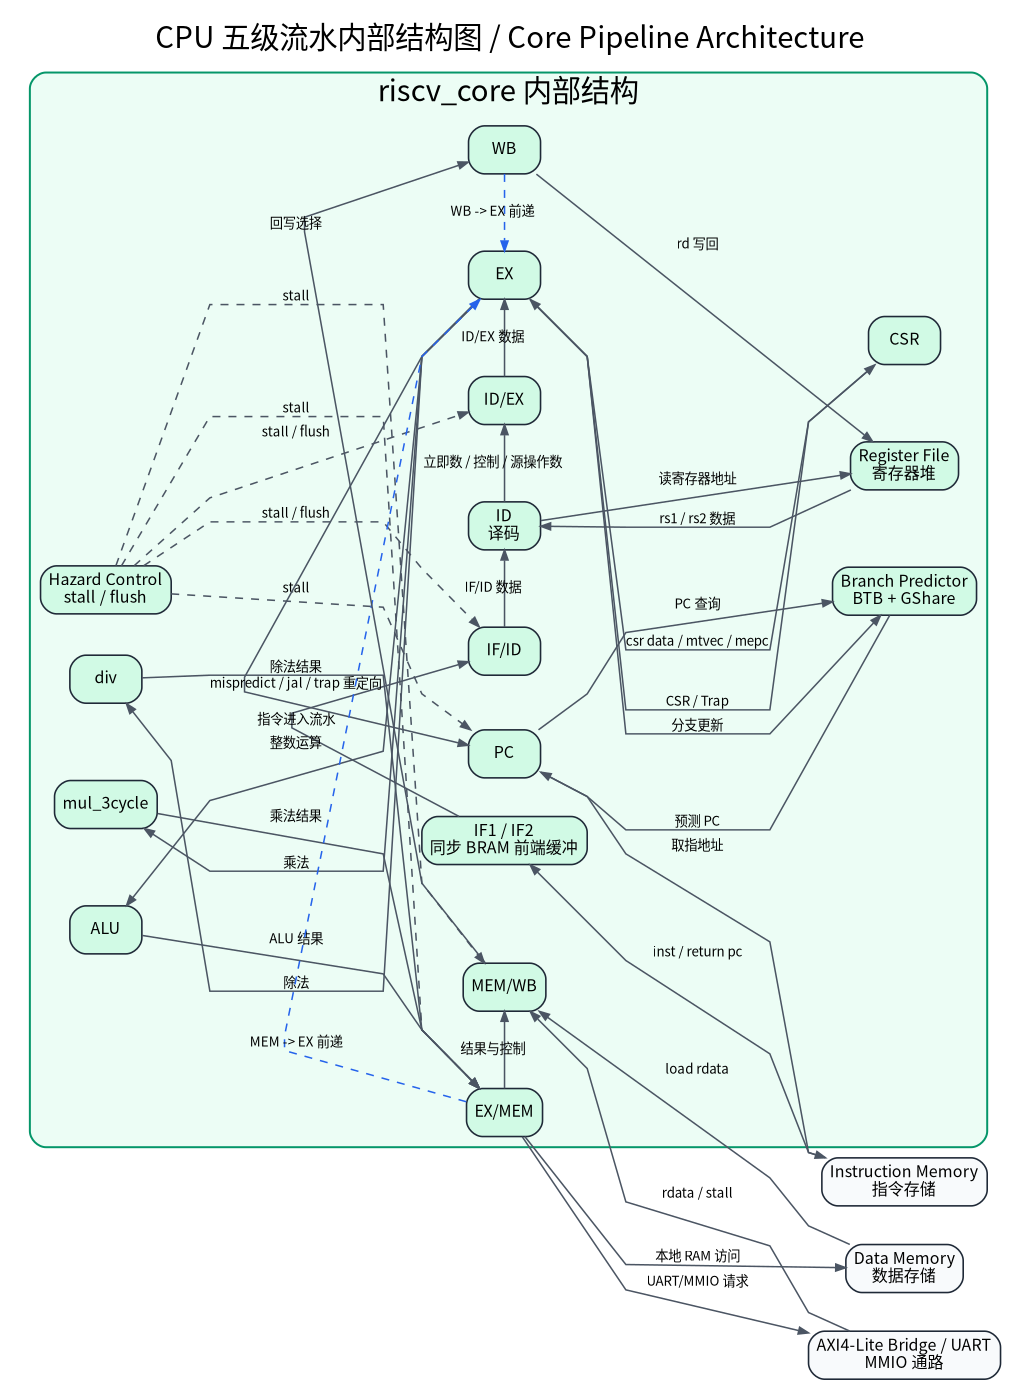 CPU 五级流水内部结构图 / Core Pipeline Architecture
riscv_core 内部结构
WB
回写选择
WB -> EX 前递
rd 写回
EX
stall
ID/EX 数据
CSR
ID/EX
stall
stall / flush
立即数 / 控制 / 源操作数
Register File
寄存器堆
读寄存器地址
stall / flush
ID
译码
rs1 / rs2 数据
Hazard Control
stall / flush
stall
IF/ID 数据
Branch Predictor
BTB + GShare
PC 查询
IF/ID
csr data / mtvec / mepc
div
除法结果
mispredict / jal / trap 重定向
CSR / Trap
指令进入流水
分支更新
整数运算
PC
mul_3cycle
乘法结果
IF1 / IF2
同步 BRAM 前端缓冲
预测 PC
取指地址
乘法
ALU
ALU 结果
inst / return pc
除法
MEM/WB
MEM -> EX 前递
结果与控制
load rdata
EX/MEM
Instruction Memory
指令存储
rdata / stall
本地 RAM 访问
Data Memory
数据存储
UART/MMIO 请求
AXI4-Lite Bridge / UART
MMIO 通路